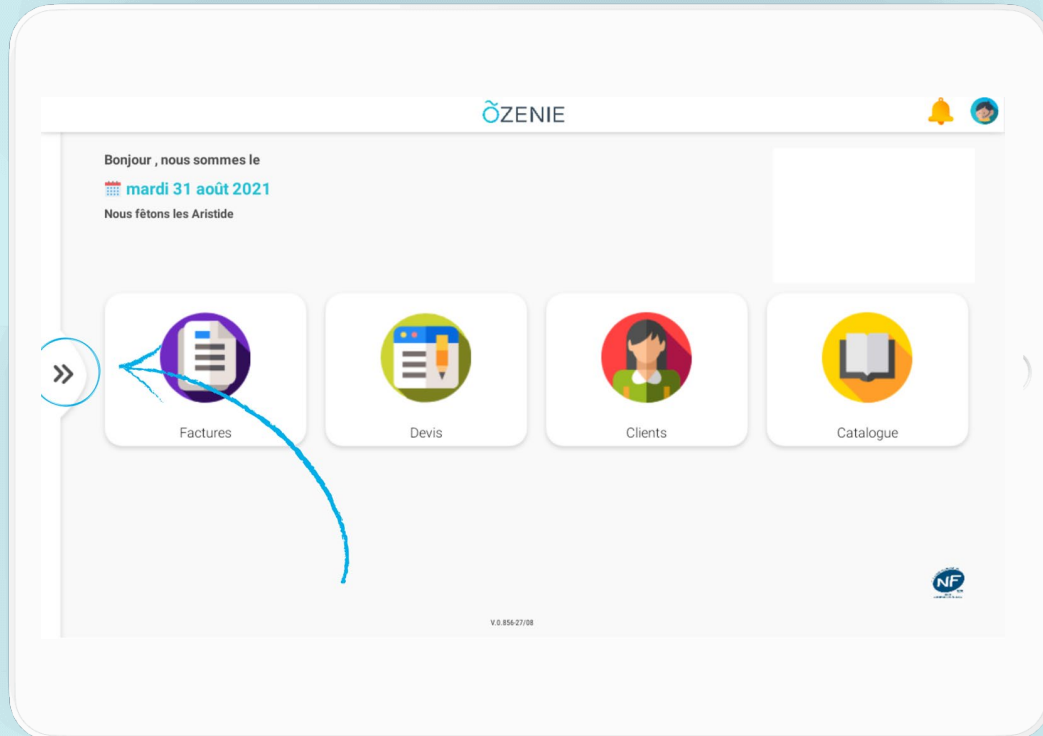 ÕZENIE
Bonjour , nous sommes le
mardi 31 août 2021
Nous fêtons les Aristide
Factures
Devis
Clients
Catalogue
NF
V.0.856-27/08